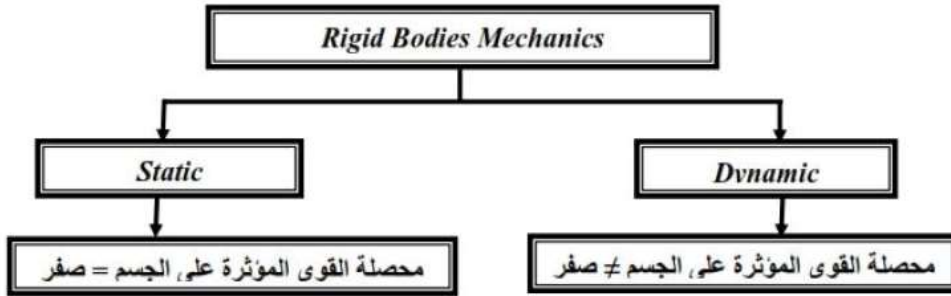 Rigid Bodies Mechanics
Static
Dynamic
محصلة القوى المؤثرة على الجسم = صفر
محصلة القوى المؤثرة على الجسم ≠ صفر